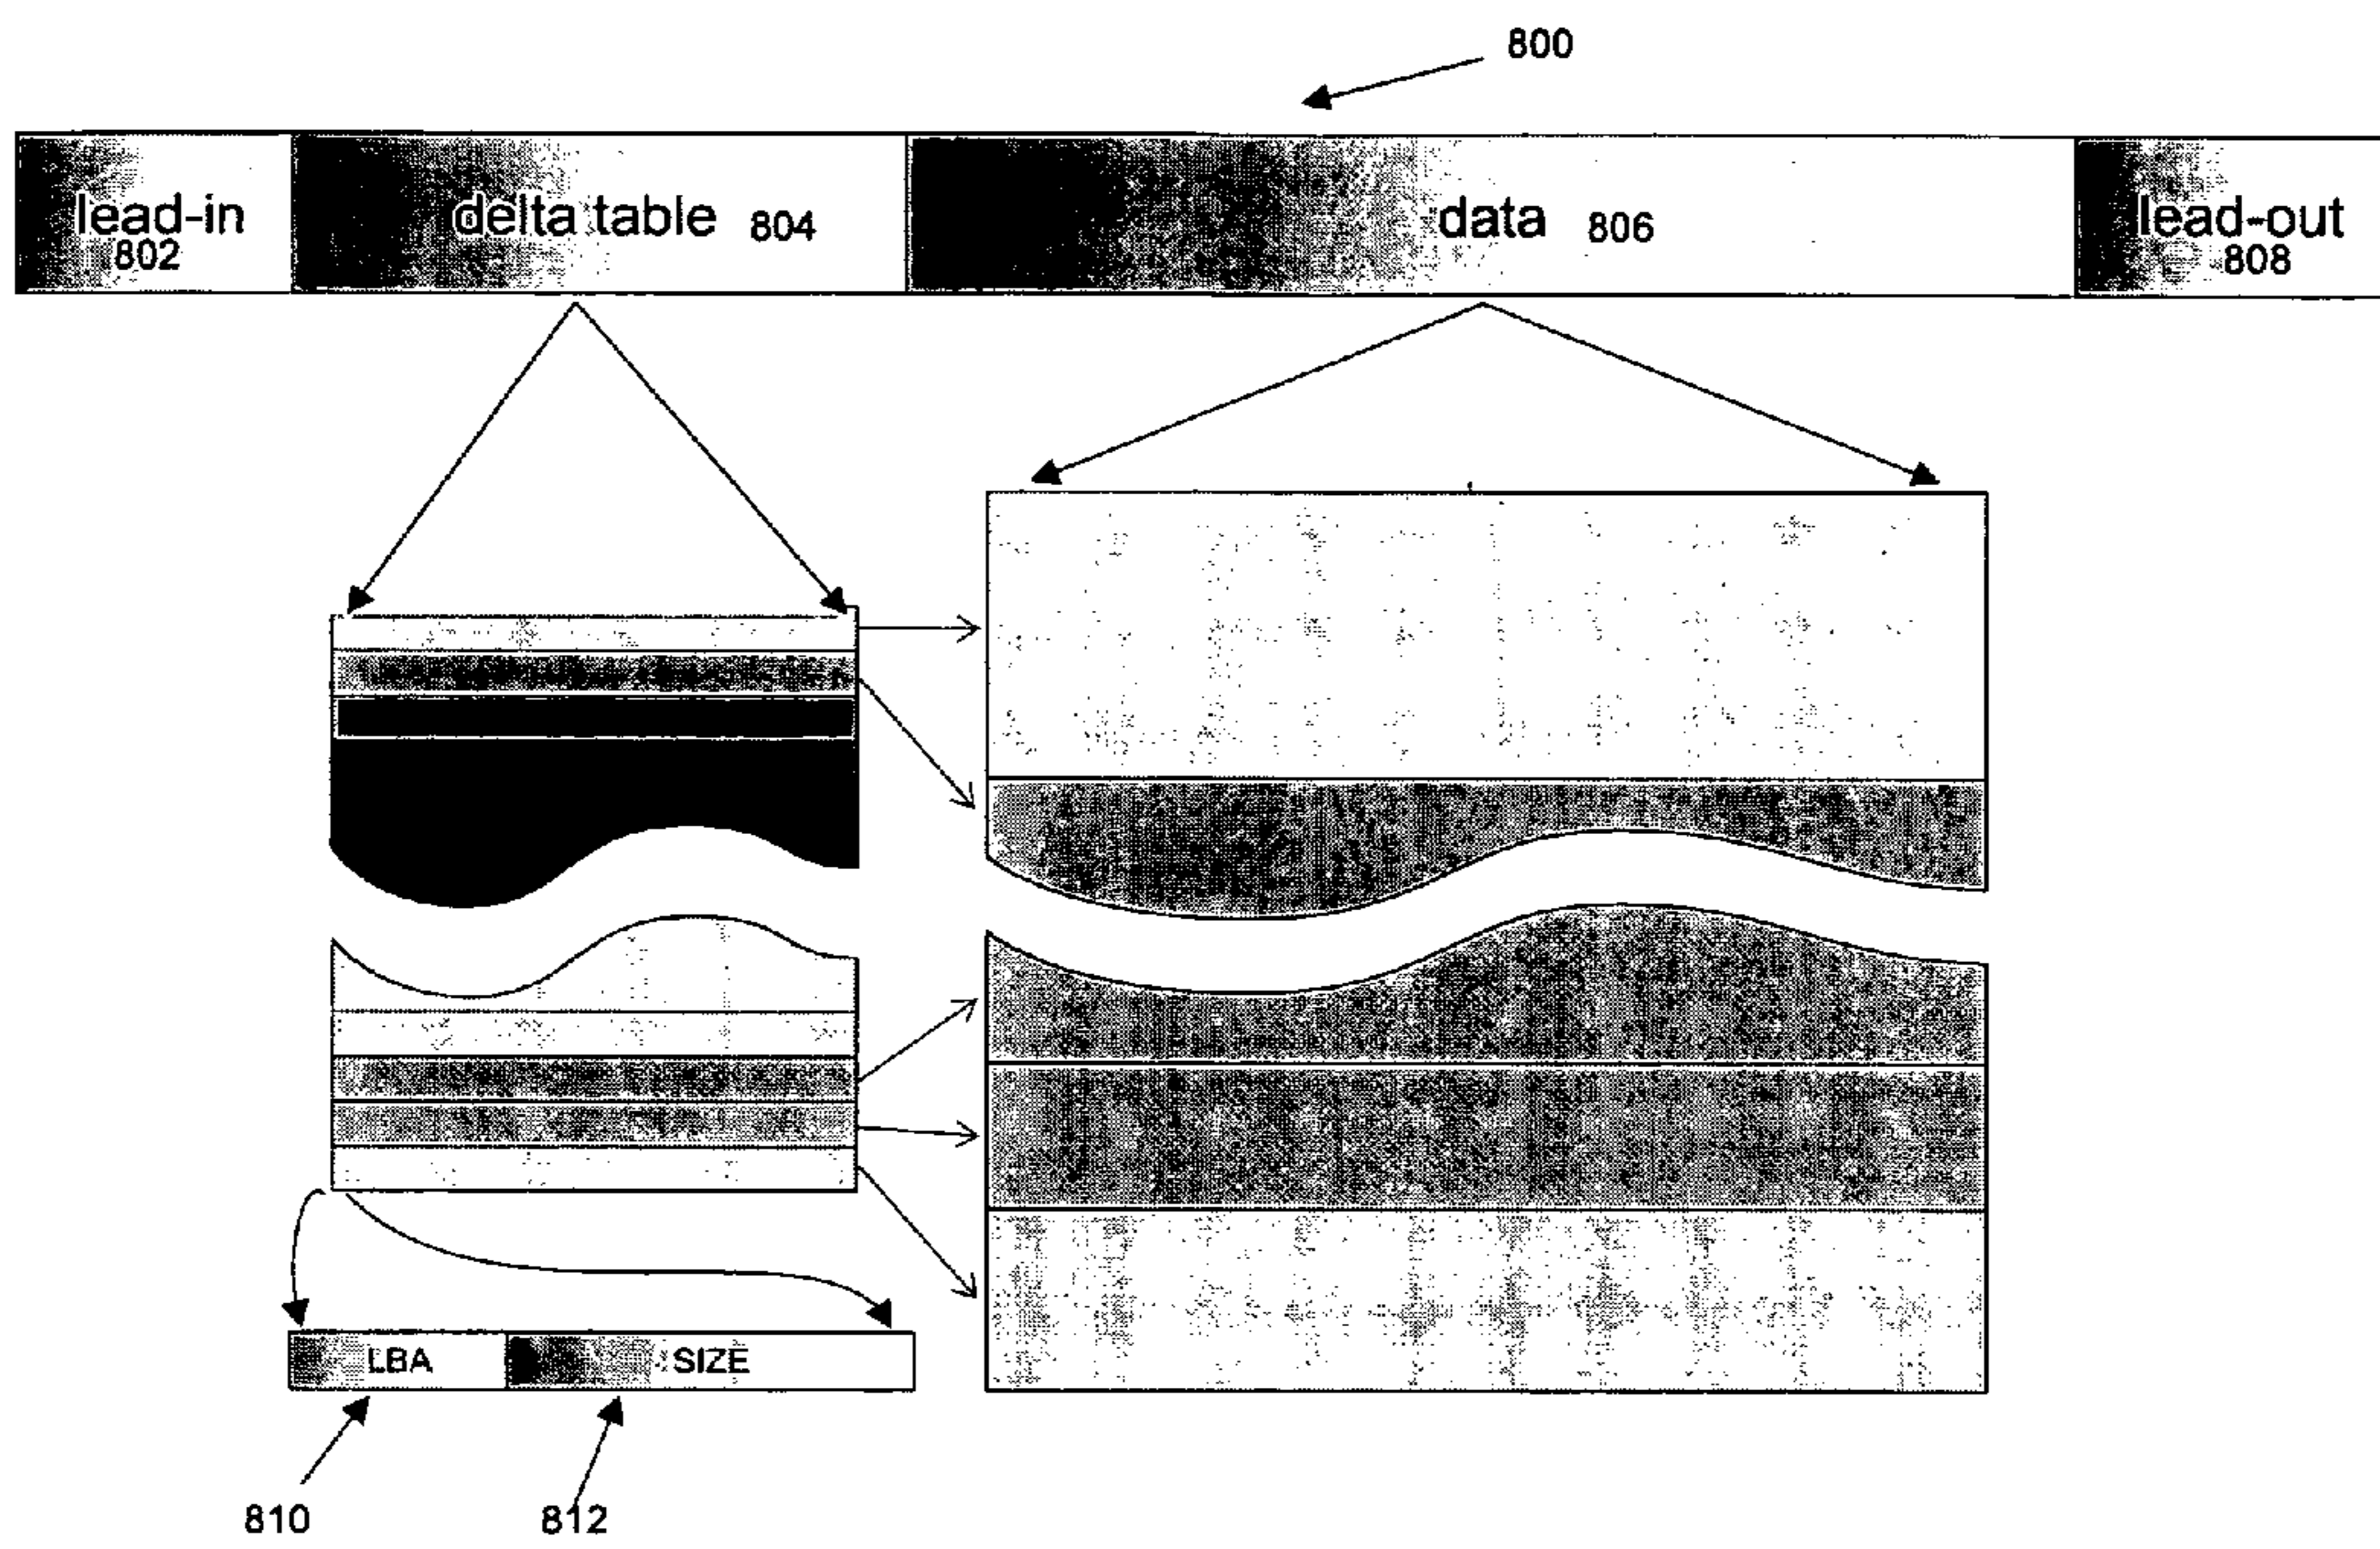 800
lead-in
802
delta table 804
data 806
lead-out
808
LBA SIZE
810 812